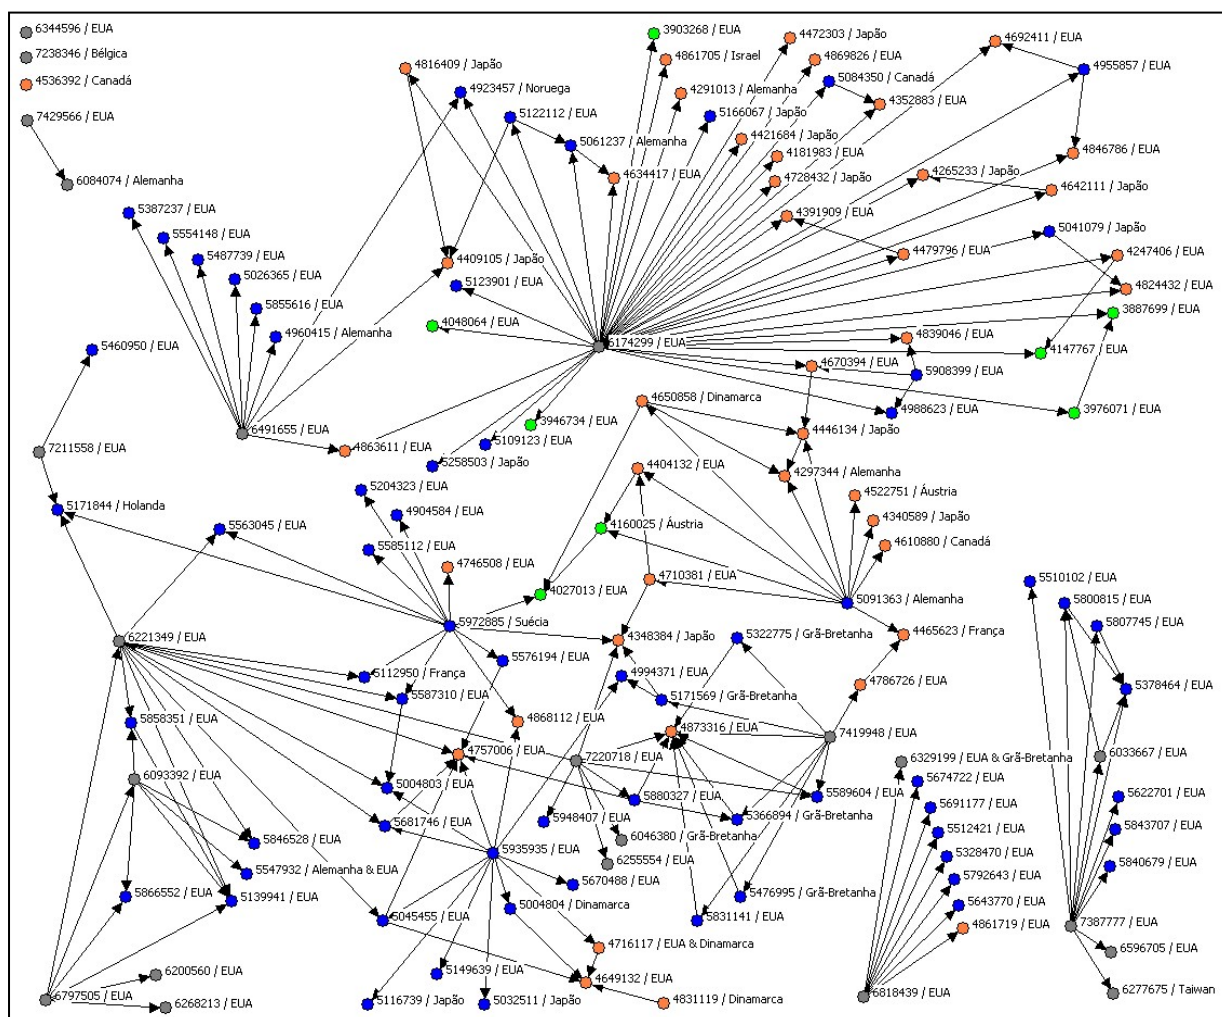 6344596 / EUA
7238346 / Bélgica
4536392 / Canadá
7429566 / EUA
6084074 / Alemanha
5387237 / EUA
5554148 / EUA
5487739 / EUA
5026365 / EUA
5855616 / EUA
4960415 / Alemanha
5460950 / EUA
6491655 / EUA
7211558 / EUA
4863611 / EUA
5171844 / Holanda
4816409 / Japão
4923457 / Noruega
5122112 / EUA
5061237 / Alemanha
4634417 / EUA
4409105 / Japão
5123901 / EUA
4048064 / EUA
3903268 / EUA
4861705 / Israel
4291013 / Alemanha
5166067 / Japão
4421684 / Japão
4181983 / EUA
4728432 / Japão
4391909 / EUA
4472303 / Japão
4869826 / EUA
5084350 / Canadá
4352883 / EUA
4692411 / EUA
4955857 / EUA
4846786 / EUA
4265233 / Japão
4642111 / Japão
5041079 / Japão
4479796 / EUA
4247406 / EUA
4824432 / EUA
3887699 / EUA
6174299 / EUA
4839046 / EUA
4147767 / EUA
4670394 / EUA
5908399 / EUA
4988623 / EUA
3976071 / EUA
4650858 / Dinamarca
3946734 / EUA
4446134 / Japão
5109123 / EUA
5258503 / Japão
4404132 / EUA
4297344 / Alemanha
5204323 / EUA
4904584 / EUA
5563045 / EUA
5585112 / EUA
4746508 / EUA
4160025 / Áustria
4522751 / Áustria
4340589 / Japão
4610880 / Canadá
4027013 / EUA
4710381 / EUA
5091363 / Alemanha
5510102 / EUA
5800815 / EUA
5807745 / EUA
5972885 / Suécia
6221349 / EUA
4348384 / Japão
5322775 / Grã-Bretanha
4465623 / França
5576194 / EUA
5112950 / França
4994371 / EUA
5378464 / EUA
5587310 / EUA
5171569 / Grã-Bretanha
4786726 / EUA
5858351 / EUA
4868112 / EUA
4873316 / EUA
7419948 / EUA
4757006 / EUA
7220718 / EUA
6329199 / EUA & Grã-Bretanha
6033667 / EUA
6093392 / EUA
5004803 / EUA
5674722 / EUA
5880327 / EUA
5589604 / EUA
5622701 / EUA
5691177 / EUA
5681746 / EUA
5948407 / EUA
5366894 / Grã-Bretanha
5512421 / EUA
5843707 / EUA
5846528 / EUA
6046380 / Grã-Bretanha
5935935 / EUA
5328470 / EUA
6255554 / EUA
5840679 / EUA
5547932 / Alemanha & EUA
5792643 / EUA
5670488 / EUA
5866552 / EUA
5139941 / EUA
5476995 / Grã-Bretanha
5643770 / EUA
5004804 / Dinamarca
5045455 / EUA
5831141 / EUA
4861719 / EUA
7387777 / EUA
4716117 / EUA & Dinamarca
6596705 / EUA
6200560 / EUA
5149639 / EUA
4649132 / EUA
6797505 / EUA
6268213 / EUA
5116739 / Japão
5032511 / Japão
4831119 / Dinamarca
6818439 / EUA
6277675 / Taiwan